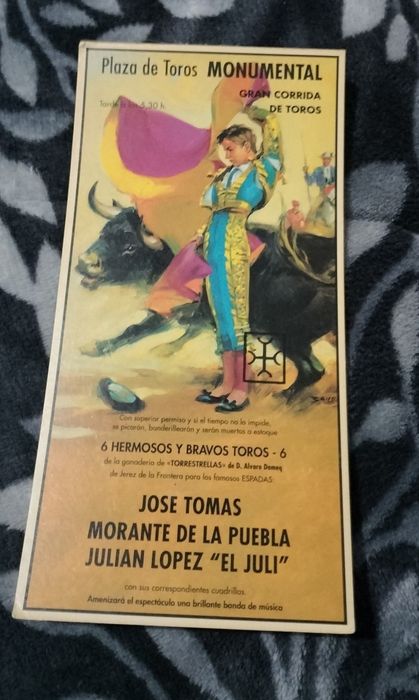 Plaza de Toros MONUMENTAL
GRAN CORRIDA
DE TOROS
Tarde a las 5,30 h.
Con superior permiso y si el tiempo no lo impide,
se picarán, banderillearán y serán muertos a estoque
6 HERMOSOS Y BRAVOS TOROS - 6
de la ganadería de «TORRESTRELLAS» de D. Alvaro Domeq
de Jerez de la Frontera para los famosos ESPADAS:
JOSE TOMAS
MORANTE DE LA PUEBLA
JULIAN LOPEZ "EL JULI"
con sus correspondientes cuadrillas.
Amenizará el espectáculo una brillante banda de música